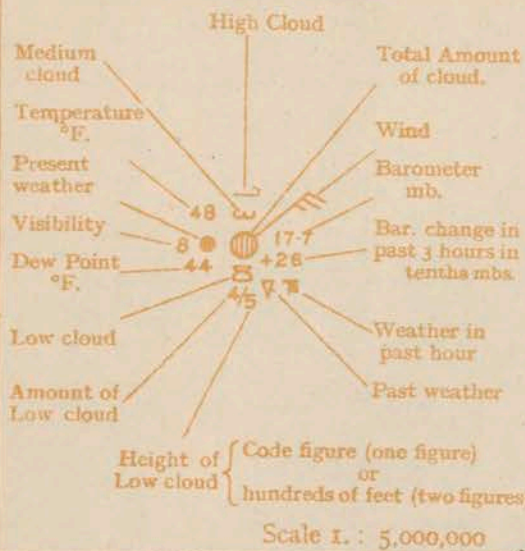 High Cloud
Medium
cloud
Total Amount
of cloud.
Temperature
°F.
Wind
Present
weather
Barometer
mb.
48
Visibility
8
17.7
Bar. change in
past 3 hours in
tenths mbs.
Dew Point
°F.
44
+26
4/5
Low cloud
Weather in
past hour
Amount of
Low cloud
Past weather
Height of
Low cloud
Code figure (one figure)
or
hundreds of feet (two figures
Scale 1. : 5,000,000